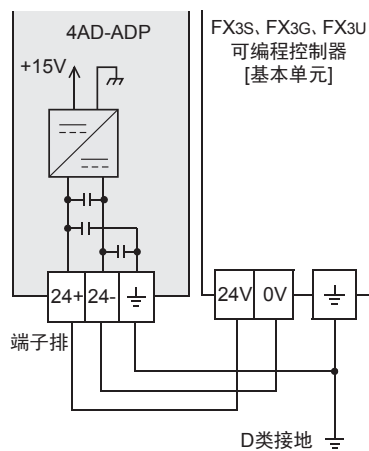 4AD-ADP
+15V
FX3S、FX3G、FX3U
可编程控制器
[基本单元]
24+ 24-
24V 0V
端子排
D类接地